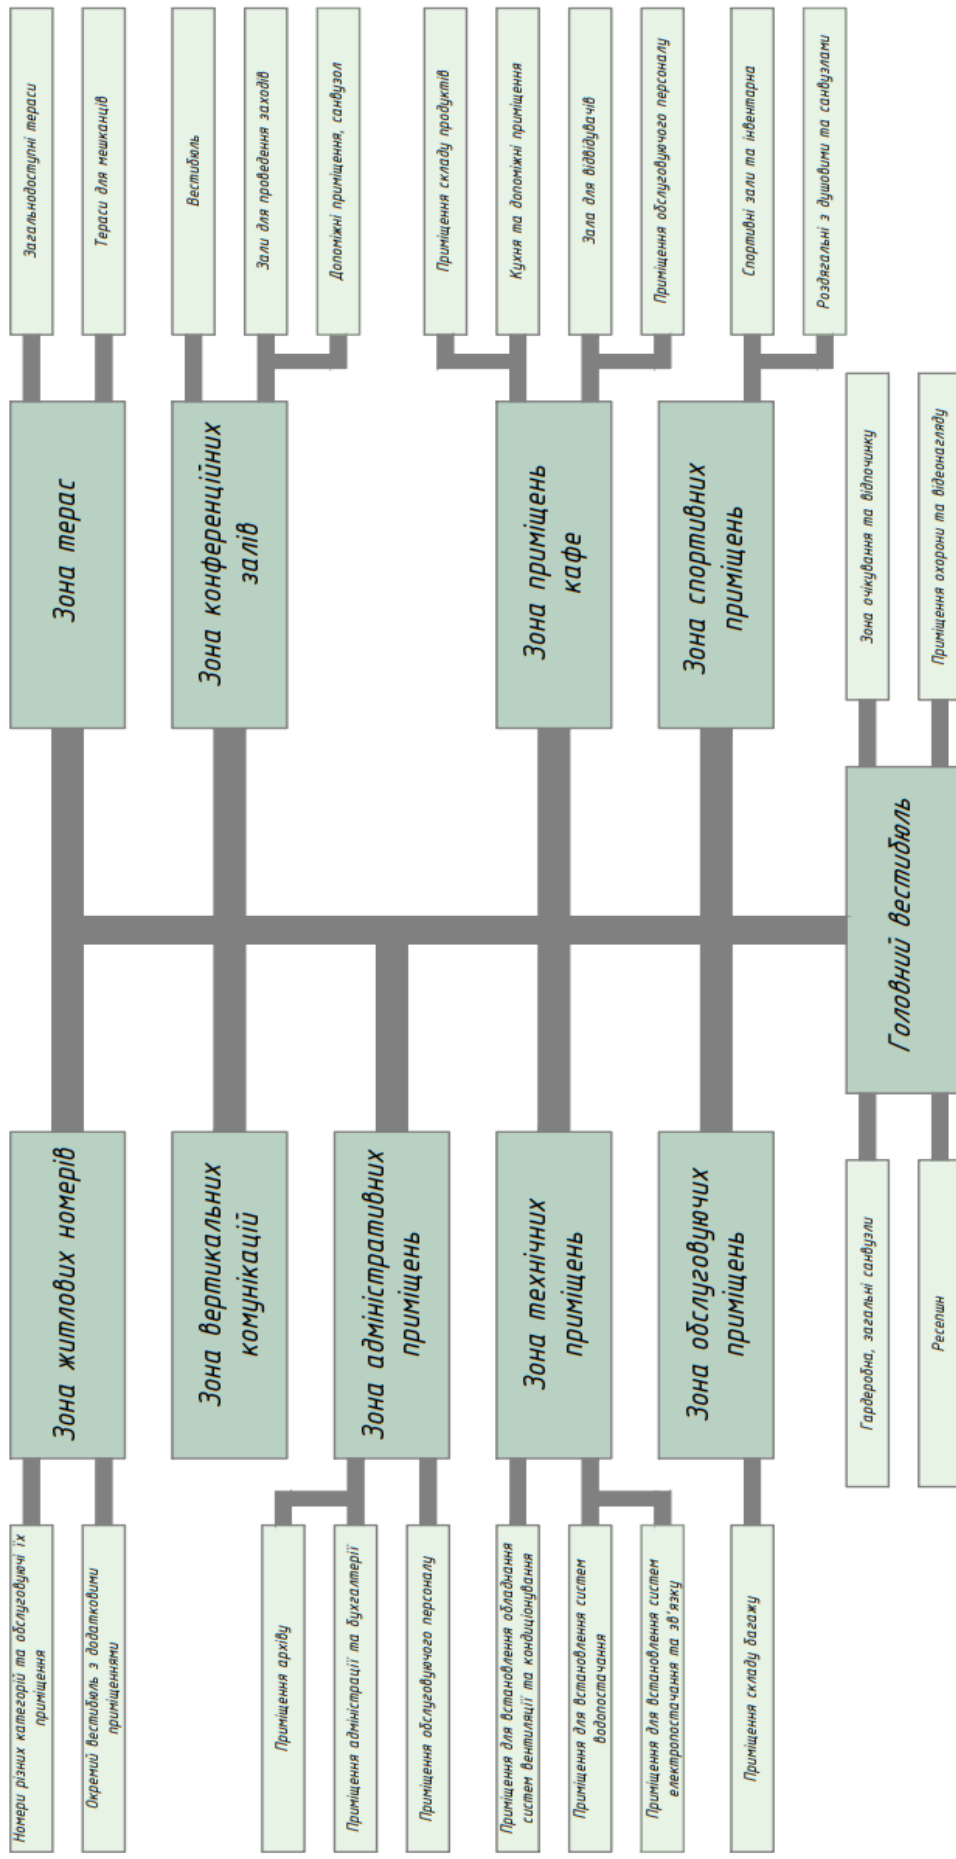 Номери різних категорій та обслуговуючі їх
приміщення
Окремий вестибюль з додатковими
приміщеннями
Зона житлових номерів
Зона терас
Загальнодоступні тераси
Тераси для мешканців
Зона вертикальних
комунікацій
Зона конференційних
залів
Вестибюль
Зали для проведення заходів
Допоміжні приміщення, санвузол
Приміщення архіву
Приміщення адміністрації та бухгалтерії
Приміщення обслуговуючого персоналу
Зона адміністративних
приміщень
Приміщення для встановлення обладнання
систем вентиляції та кондиціонування
Приміщення для встановлення систем
водопостачання
Приміщення для встановлення систем
електропостачання та зв'язку
Зона технічних
приміщень
Зона приміщень
кафе
Приміщення складу продуктів
Кухня та допоміжні приміщення
Зала для відвідувачів
Приміщення обслуговуючого персоналу
Приміщення складу багажу
Зона обслуговуючих
приміщень
Зона спортивних
приміщень
Спортивні зали та інвентарна
Роздягальні з душовими та санвузлами
Гардеробна, загальні санвузли
Ресепшн
Головний вестибюль
Зона очікування та відпочинку
Приміщення охорони та відеонагляду